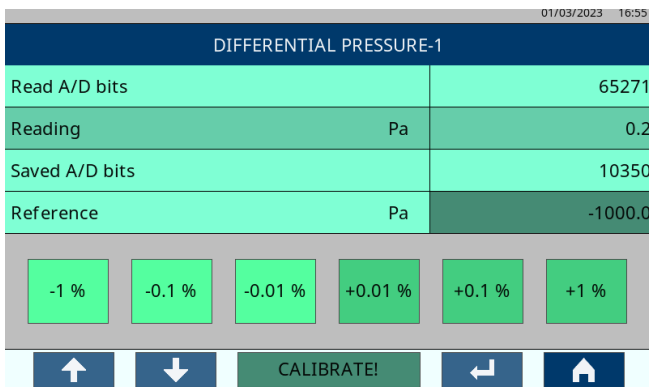 01/03/2023 16:55
DIFFERENTIAL PRESSURE-1
Read A/D bits 65271
Reading Pa 0.2
Saved A/D bits 10350
Reference Pa -1000.0
-1 % -0.1 % -0.01 % +0.01 % +0.1 % +1 %
CALIBRATE!